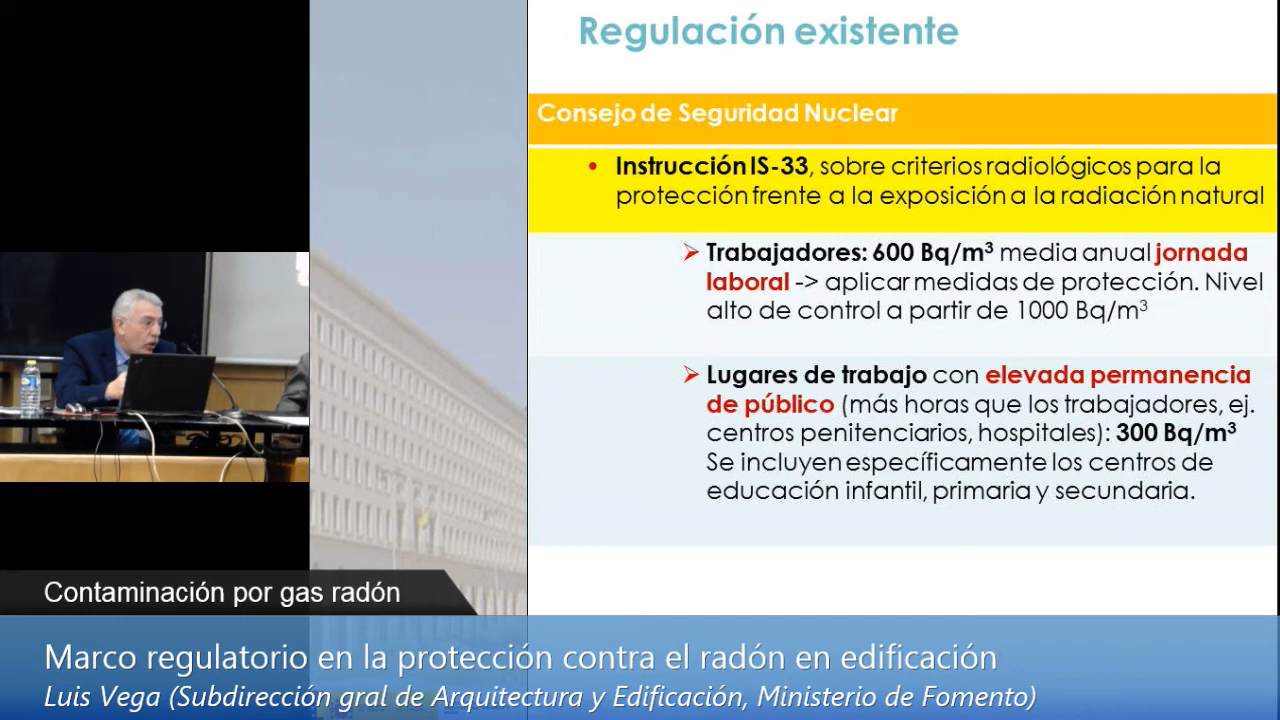 Regulación existente
Consejo de Seguridad Nuclear
• Instrucción IS-33, sobre criterios radiológicos para la
protección frente a la exposición a la radiación natural
➢ Trabajadores: 600 Bq/m³ media anual jornada
laboral -> aplicar medidas de protección. Nivel
alto de control a partir de 1000 Bq/m³
➢ Lugares de trabajo con elevada permanencia
de público (más horas que los trabajadores, ej.
centros penitenciarios, hospitales): 300 Bq/m³
Se incluyen específicamente los centros de
educación infantil, primaria y secundaria.
Contaminación por gas radón
Marco regulatorio en la protección contra el radón en edificación
Luis Vega (Subdirección gral de Arquitectura y Edificación, Ministerio de Fomento)